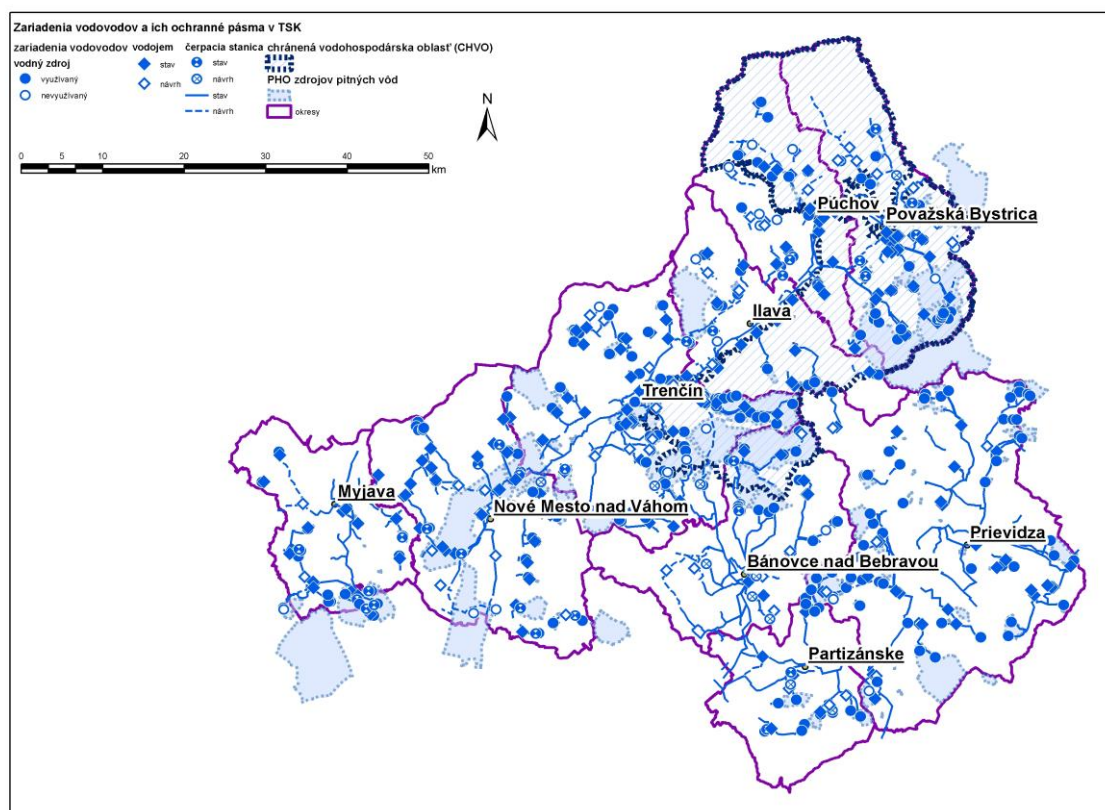 Zariadenia vodovodov a ich ochranné pásma v TSK
zariadenia vodovodov vodojem čerpacia stanica chránená vodohospodárska oblasť (CHVO)
vodný zdroj stav stav
využívaný návrh návrh PHO zdrojov pitných vôd
nevyužívaný stav
návrh okresy
N
0 10 20 30 40 50
km
Púchov
Považská Bystrica
Ilava
Trenčín
Myjava
Nové Mesto nad Váhom
Prievidza
Bánovce nad Bebravou
Partizánske